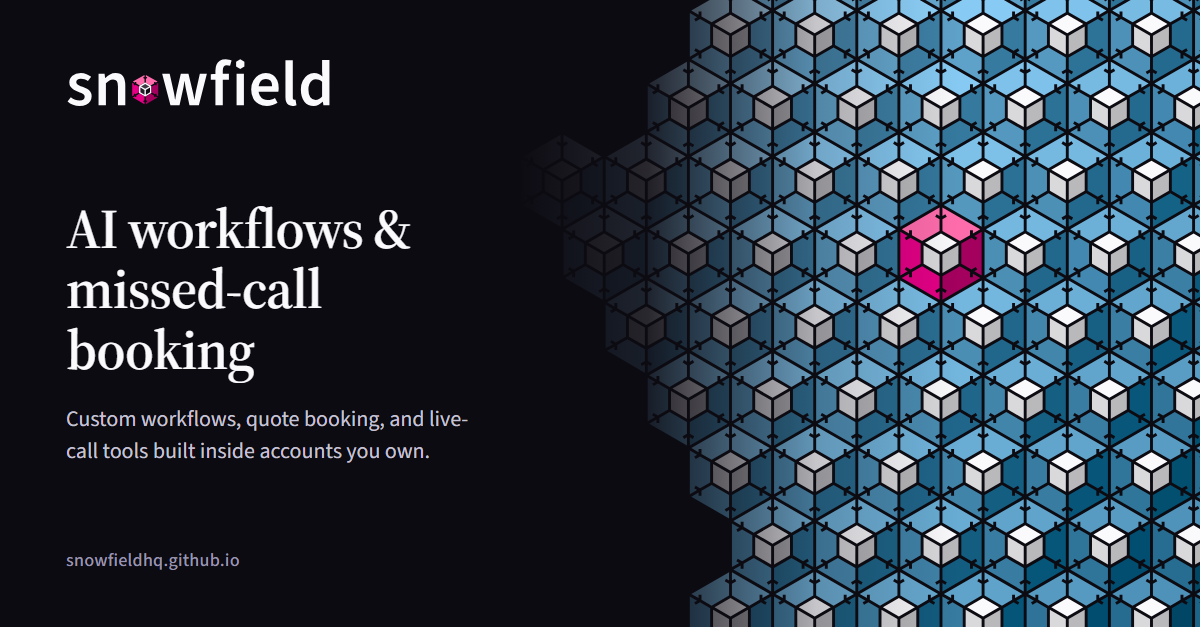 snowfield
AI workflows &
missed-call
booking
Custom workflows, quote booking, and live-
call tools built inside accounts you own.
snowfieldhq.github.io